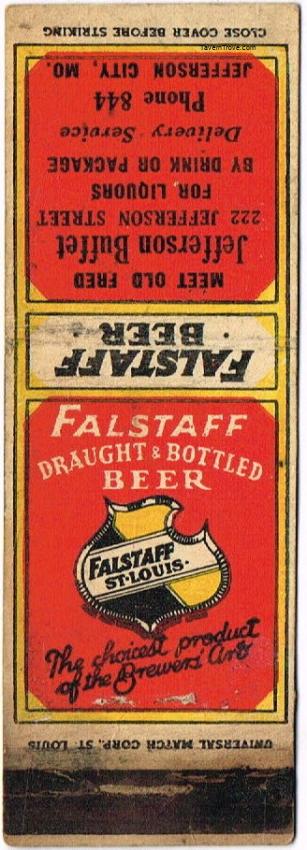 CLOSE COVER BEFORE STRIKING
TavernTrove.com
MEET OLD FRED
Jefferson Buffet
222 JEFFERSON STREET
FOR LIQUORS
BY DRINK OR PACKAGE
Delivery Service
Phone 844
JEFFERSON CITY, MO.
FALSTAFF
· BEER ·
FALSTAFF
DRAUGHT & BOTTLED
BEER
FALSTAFF
ST·LOUIS·
The choicest product
of the Brewers' Art
UNIVERSAL MATCH CORP. ST LOUIS